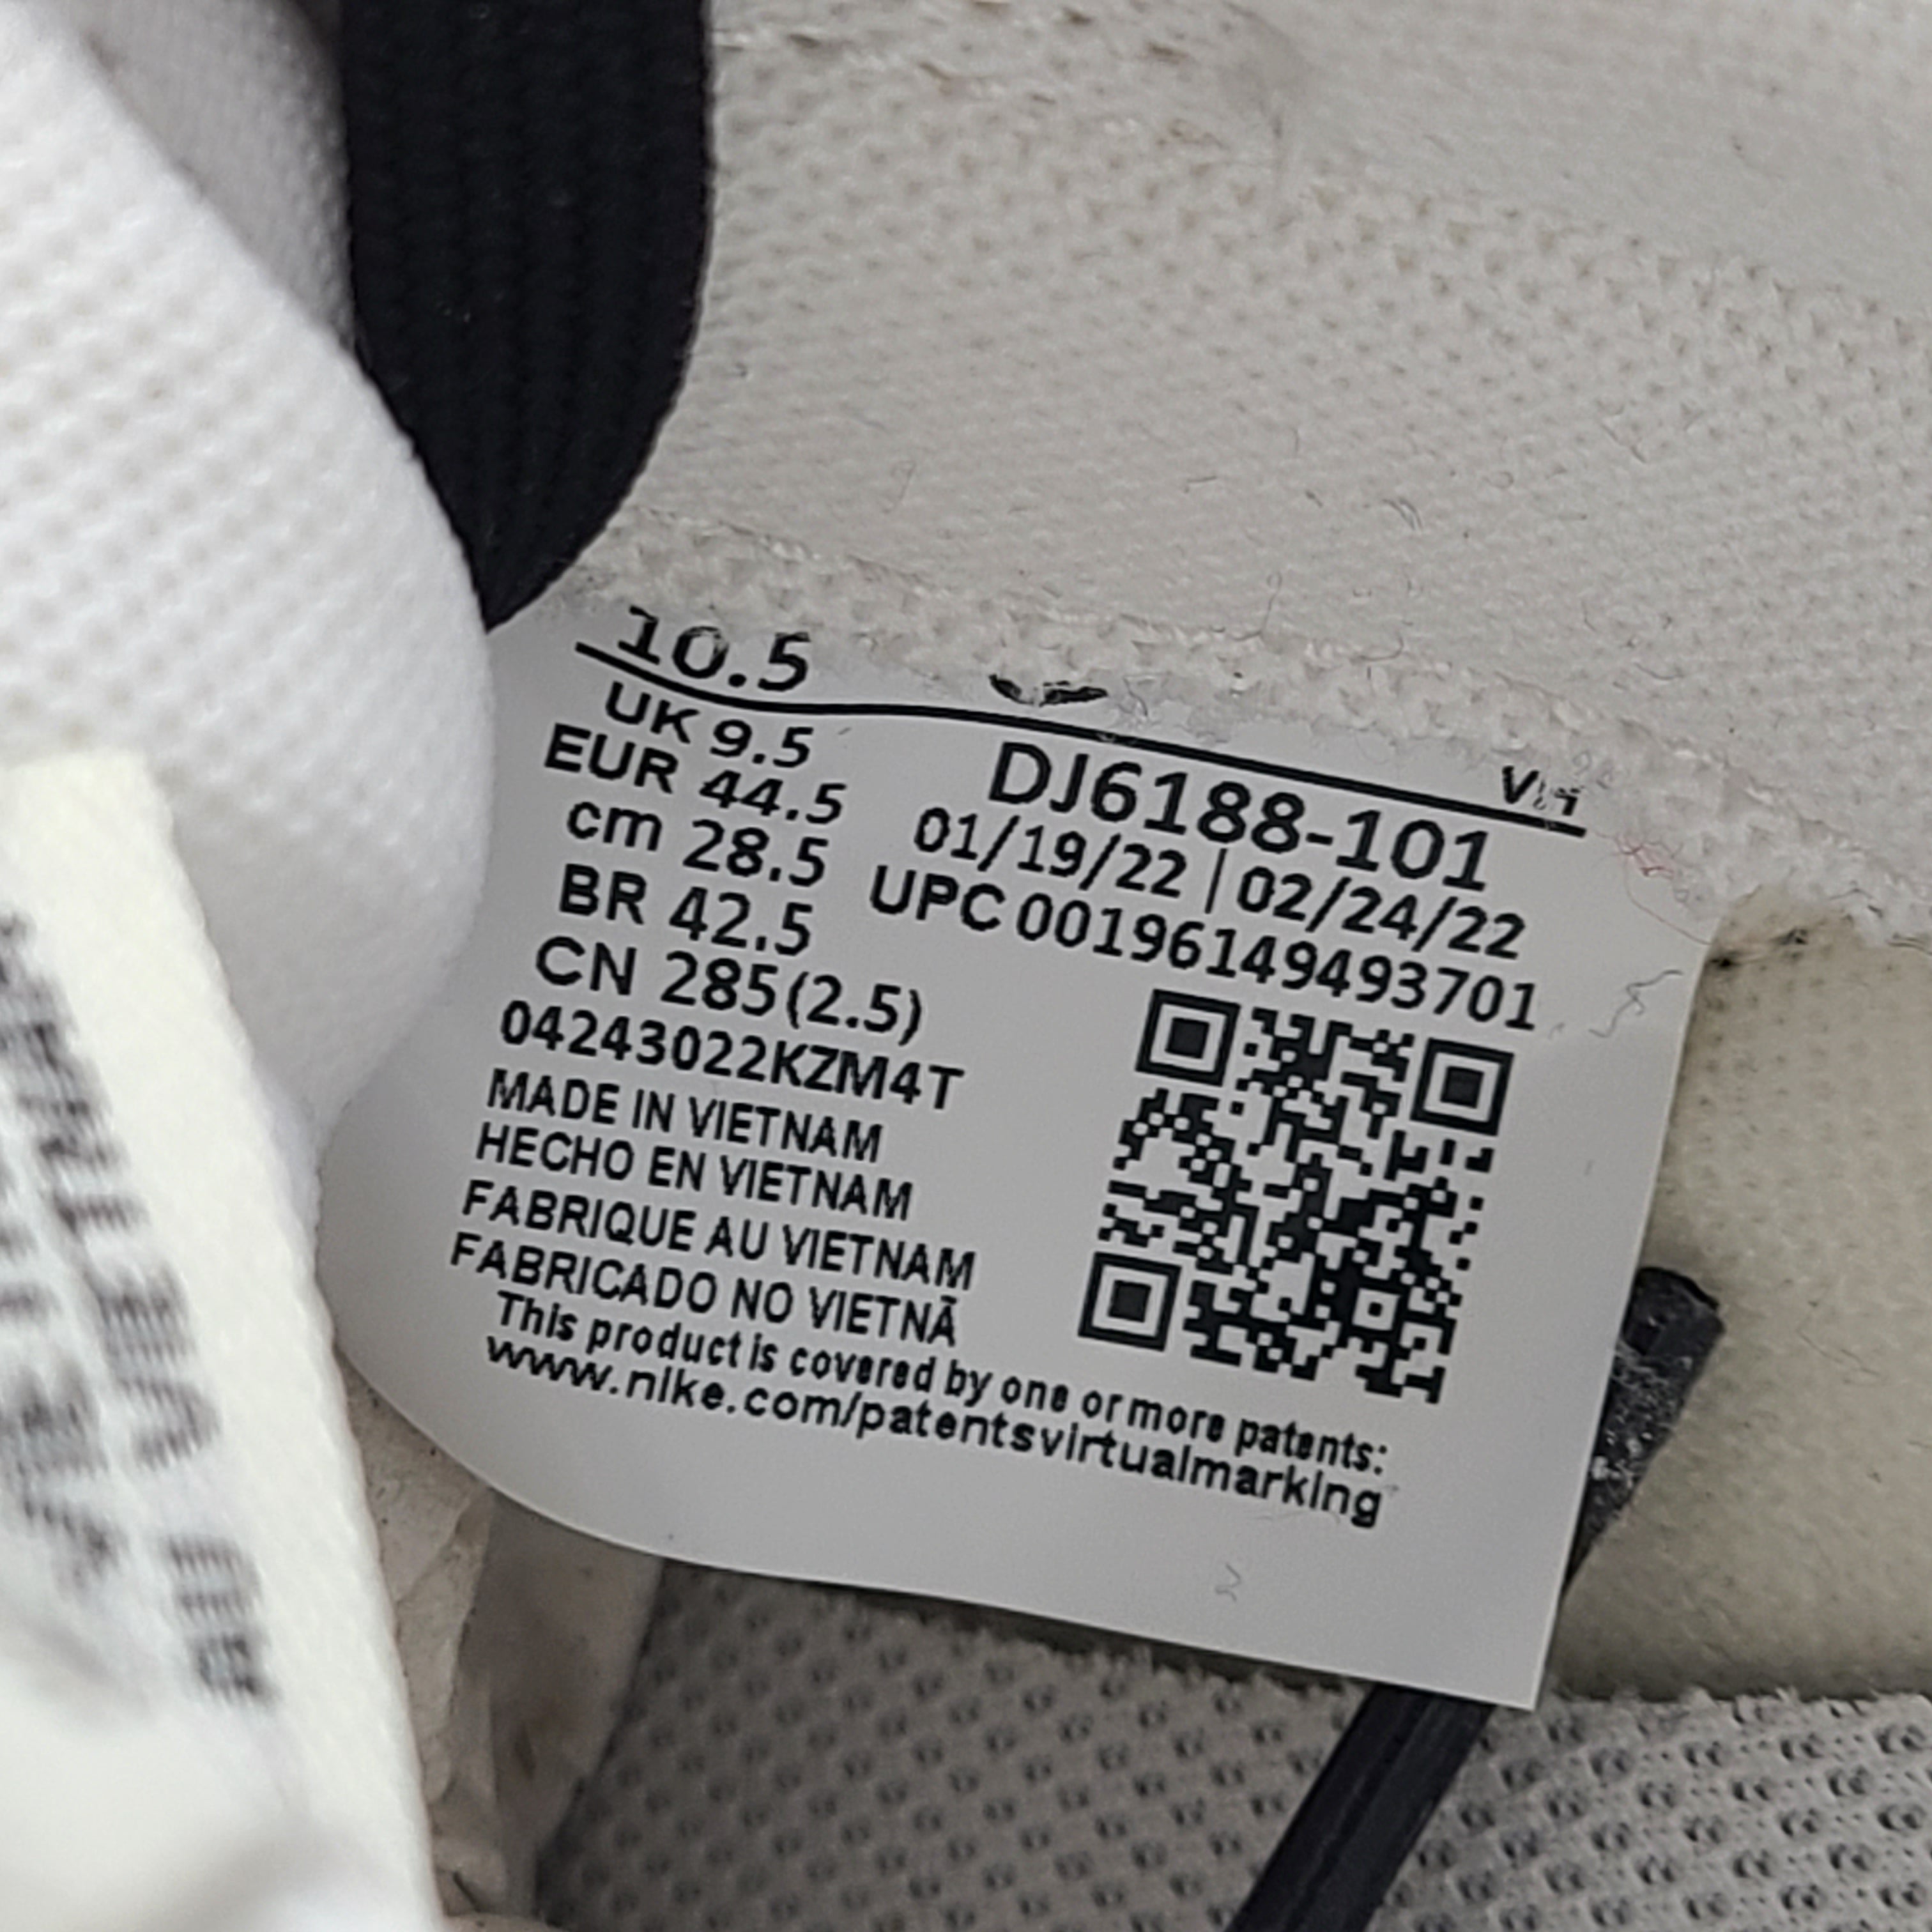 10.5
UK 9.5
EUR 44.5
cm 28.5
BR 42.5
CN 285(2.5)
04243022KZM4T
MADE IN VIETNAM
HECHO EN VIETNAM
FABRIQUE AU VIETNAM
FABRICADO NO VIETNÃ
DJ6188-101
01/19/22 | 02/24/22
UPC 00196149493701
This product is covered by one or more patents:
www.nike.com/patentsvirtualmarking